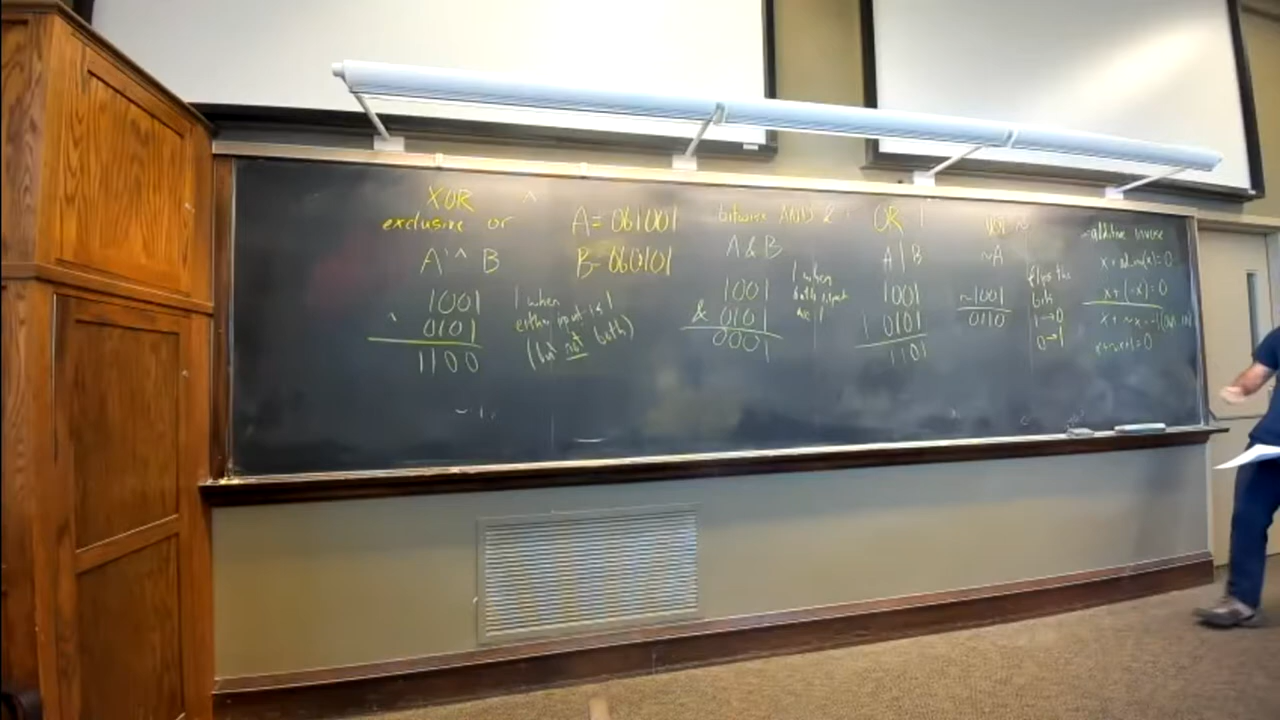 XOR ^
exclusive or
A ^ B
1001
^ 0101
1100
A = 0b1001
B = 0b0101
1 when
either input is 1
(but not both)
bitwise AND &
A & B
1001
& 0101
0001
1 when
both input
are 1
OR |
A | B
1001
| 0101
1101
NOT ~
~A
~1001
0110
flips the
bits
1→0
0→1
additive inverse
x + (-x) = 0
x + ~x = -1